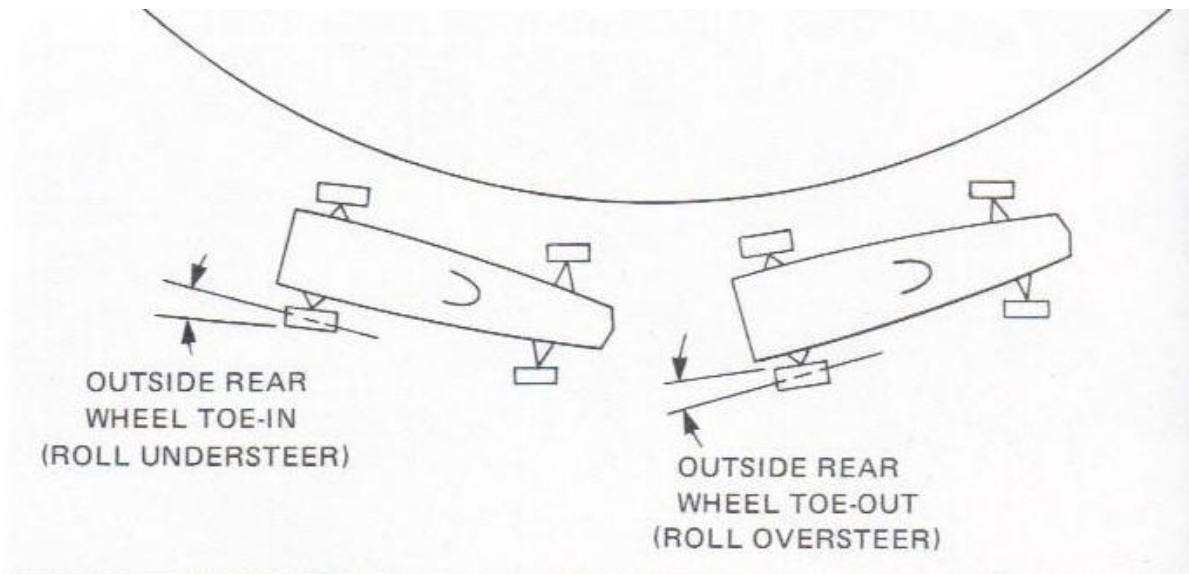 OUTSIDE REAR
WHEEL TOE-IN
(ROLL UNDERSTEER)
OUTSIDE REAR
WHEEL TOE-OUT
(ROLL OVERSTEER)